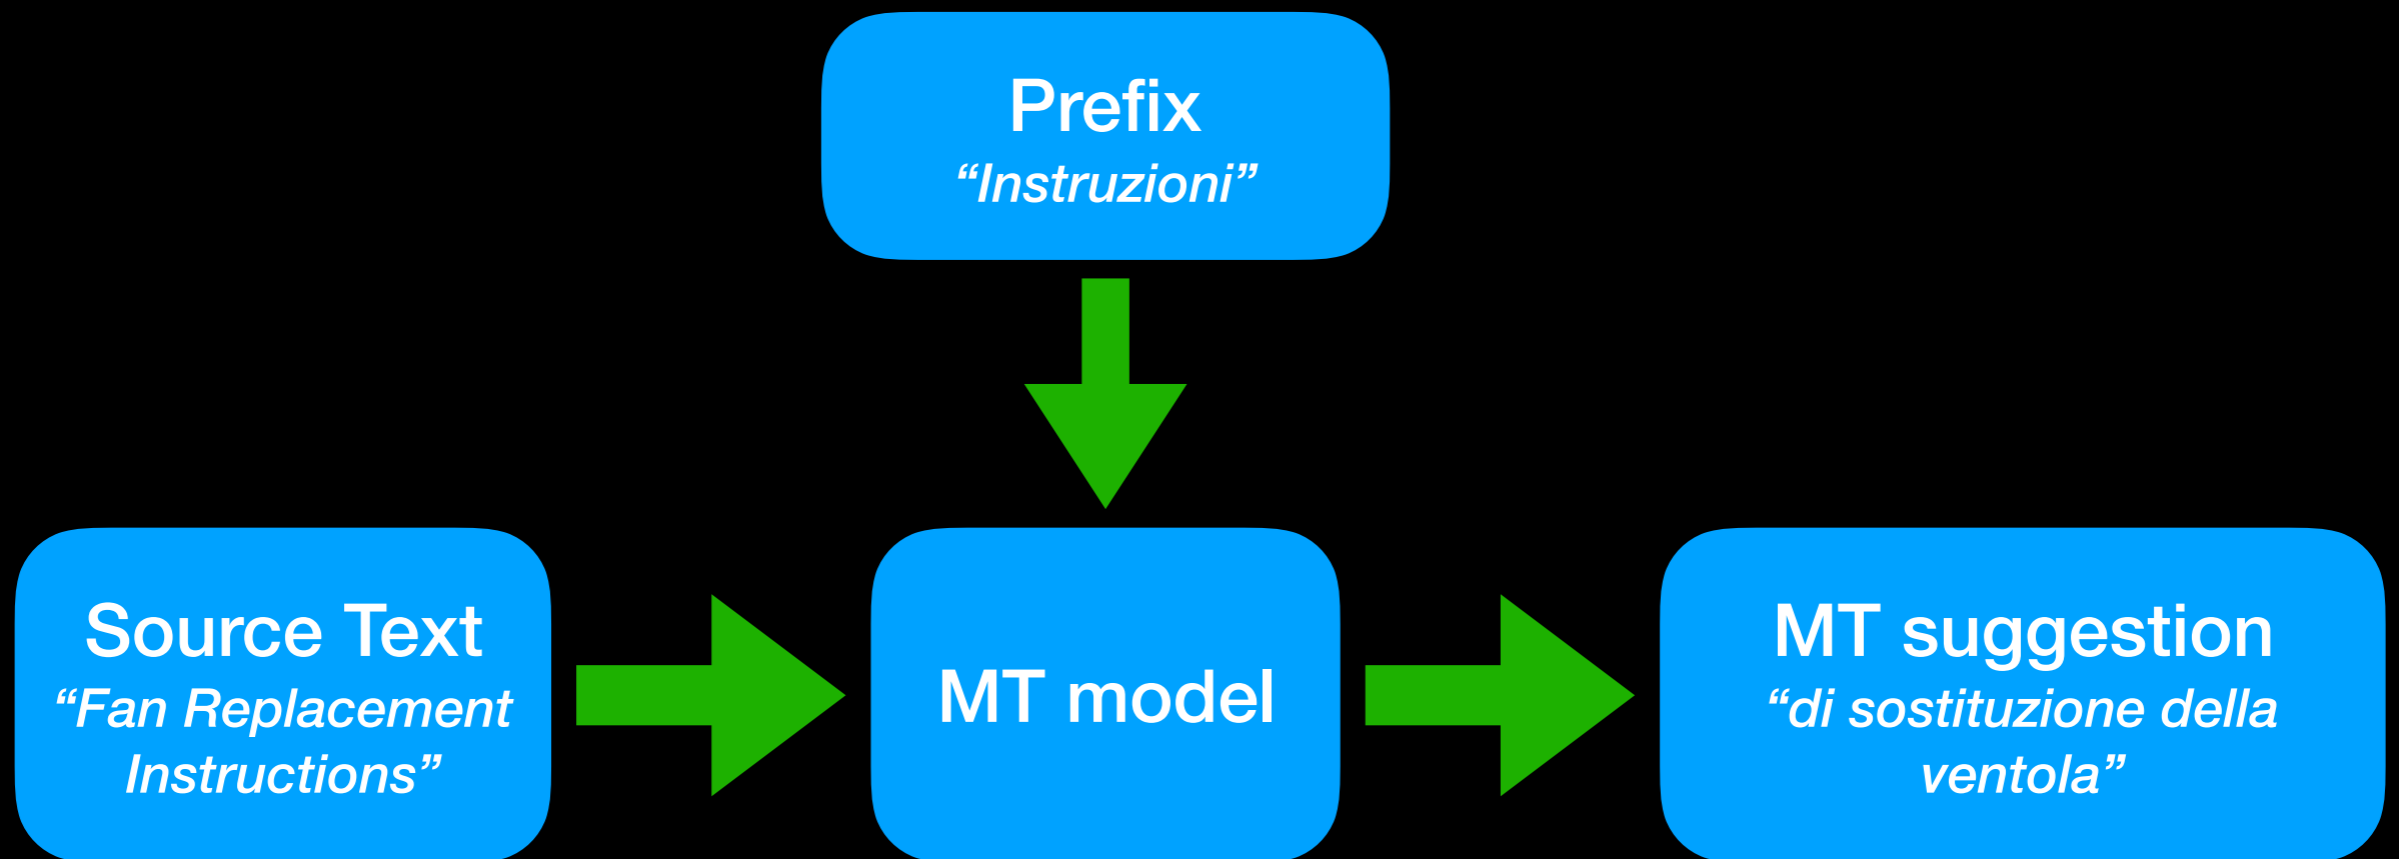 Prefix
“Instruzioni”
Source Text
“Fan Replacement
Instructions”
MT model
MT suggestion
“di sostituzione della
ventola”